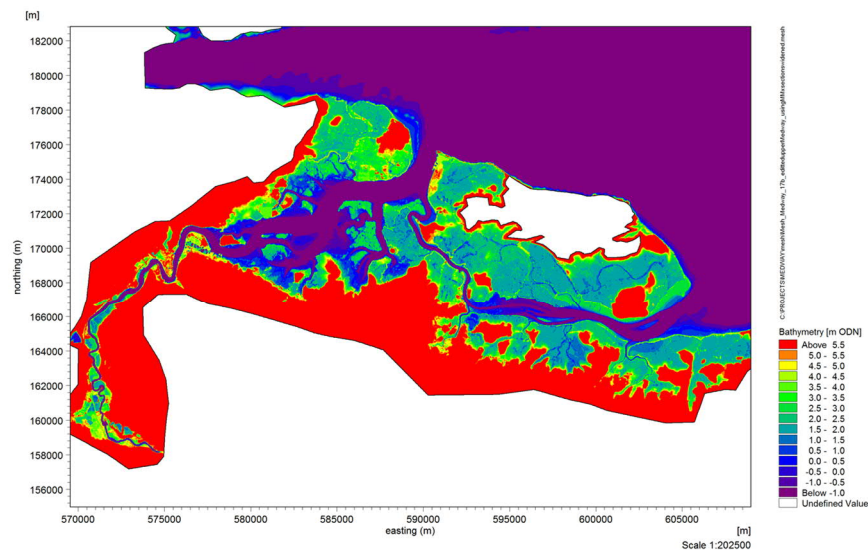 [m]
182000
180000
178000
176000
174000
172000
170000
168000
166000
164000
162000
160000
158000
156000
northing (m)
570000 575000 580000 585000 590000 595000 600000 605000
easting (m) [m]
Scale 1:202500
Bathymetry [m ODN]
Above 5.5
5.0 - 5.5
4.5 - 5.0
4.0 - 4.5
3.5 - 4.0
3.0 - 3.5
2.5 - 3.0
2.0 - 2.5
1.5 - 2.0
1.0 - 1.5
0.5 - 1.0
0.0 - 0.5
-0.5 - 0.0
-1.0 - -0.5
Below -1.0
Undefined Value